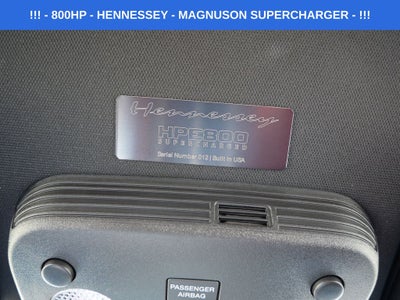 !!! - 800HP - HENNESSEY - MAGNUSON SUPERCHARGER - !!!
Hennessey
HPE800
SUPERCHARGED
Serial Number 012 | Built in USA
PASSENGER
AIRBAG